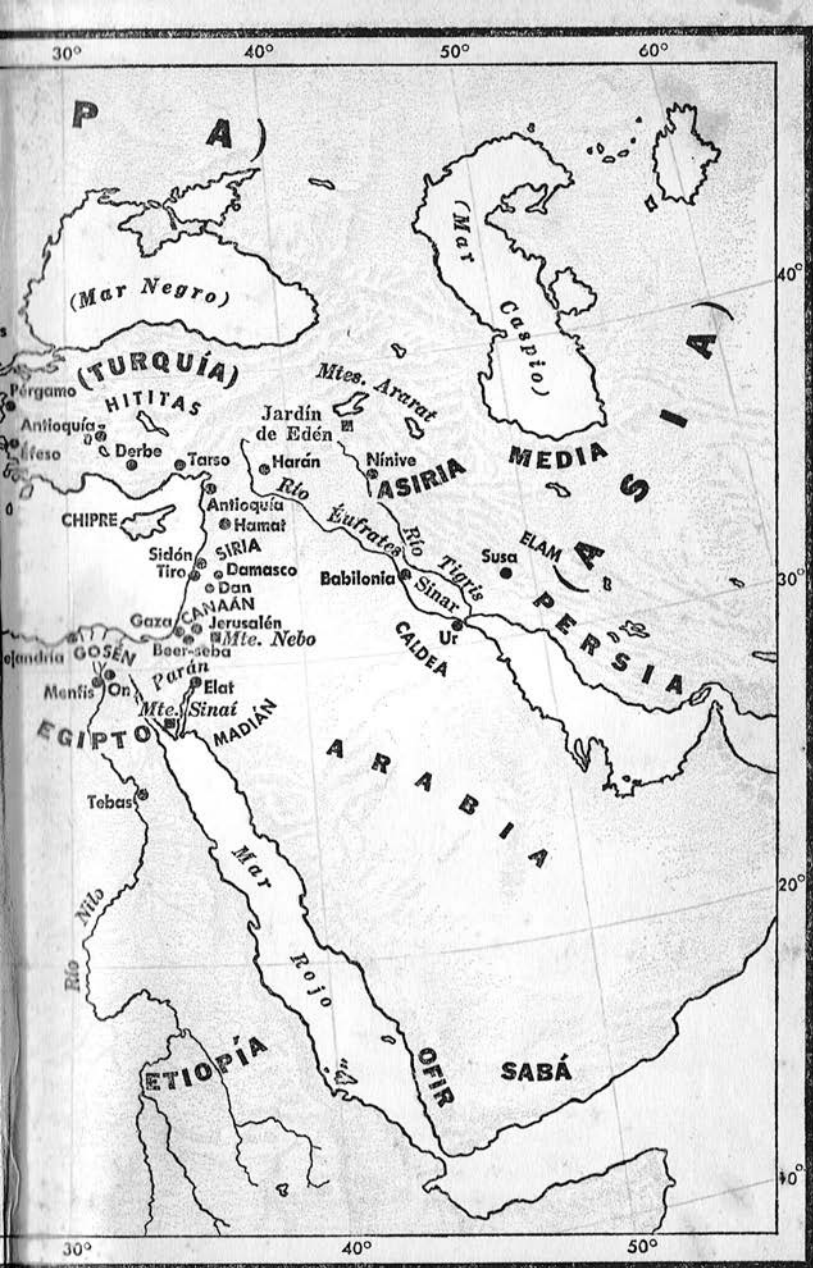 30°
40°
50°
60°
P A)
(Mar Negro)
(Mar
Caspio)
40°
(TURQUÍA)
HITITAS
Pérgamo
Antioquía
Éfeso
Derbe
Tarso
Mtes. Ararat
Jardín
de Edén
Harán
Nínive
ASIRIA
MEDIA
ASIA)
Antioquía
Hamat
CHIPRE
Río
Éufrates
Río
Tigris
ELAM
Susa
(PERSIA
30°
Sidón
SIRIA
Tiro
Damasco
Dan
Babilonia
Sinar
CANAÁN
Gaza
Jerusalén
Mte. Nebo
Beer-seba
Ur
CALDEA
ejandría
GOSÉN
Parán
Menfis
On
Elat
Mte. Sinaí
MADIÁN
EGIPTO
ARABIA
Tebas
20°
Mar
Rojo
Río
Nilo
ETIOPÍA
OFIR
SABÁ
10°
30°
40°
50°